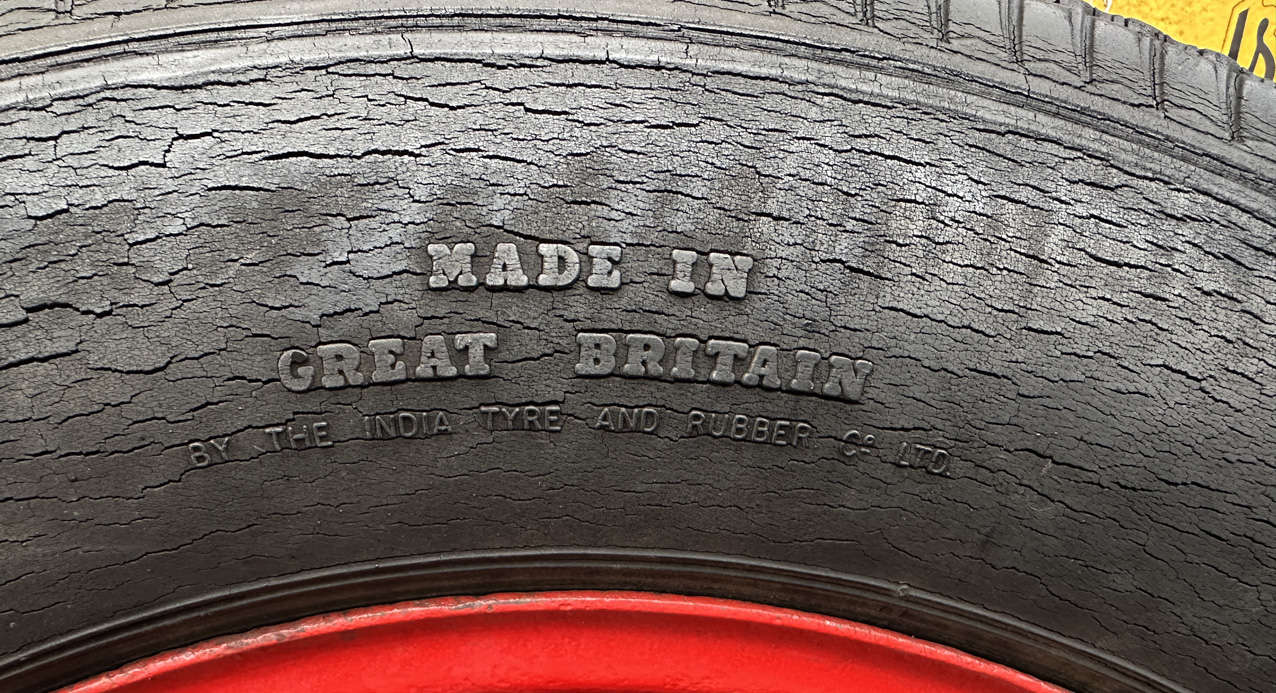 MADE IN
GREAT BRITAIN
BY THE INDIA TYRE AND RUBBER Cº LTD.